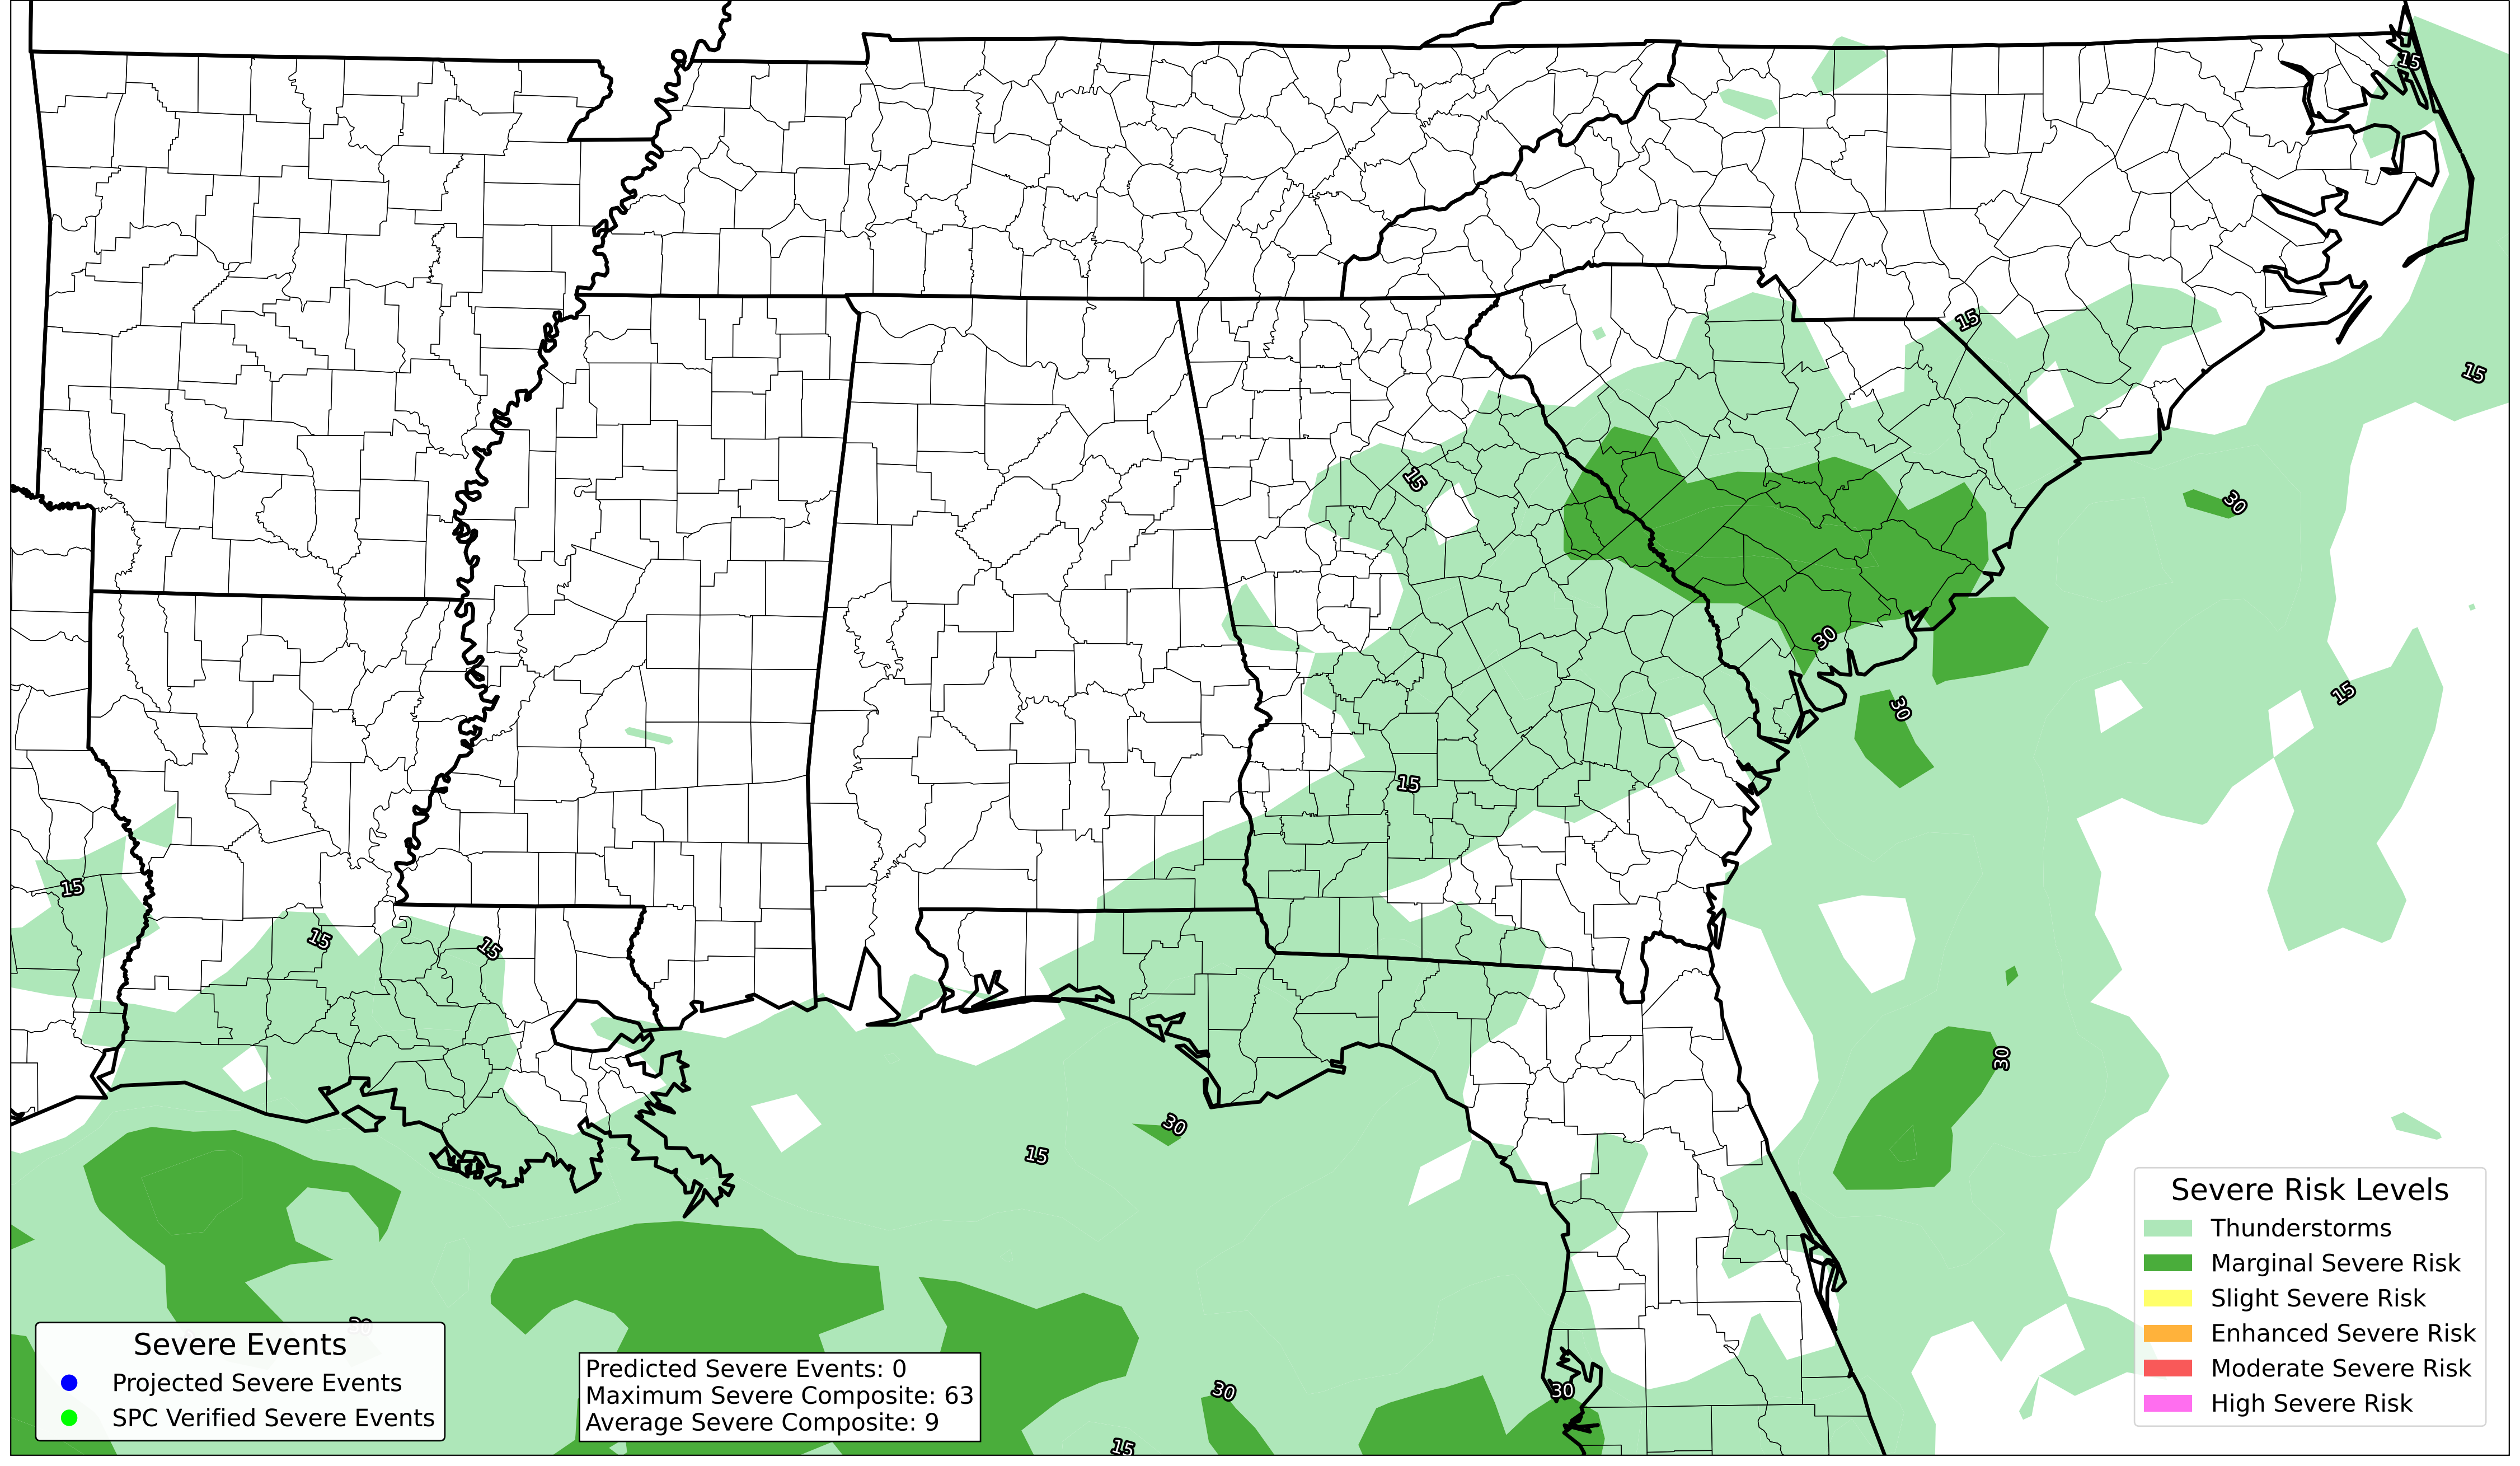 15
15
15
15
30
30
15
30
15
15
15
15
30
30
15
30
30
30
15
Severe Risk Levels
Thunderstorms
Marginal Severe Risk
Slight Severe Risk
Enhanced Severe Risk
Moderate Severe Risk
High Severe Risk
Severe Events
Projected Severe Events
SPC Verified Severe Events
Predicted Severe Events: 0
Maximum Severe Composite: 63
Average Severe Composite: 9